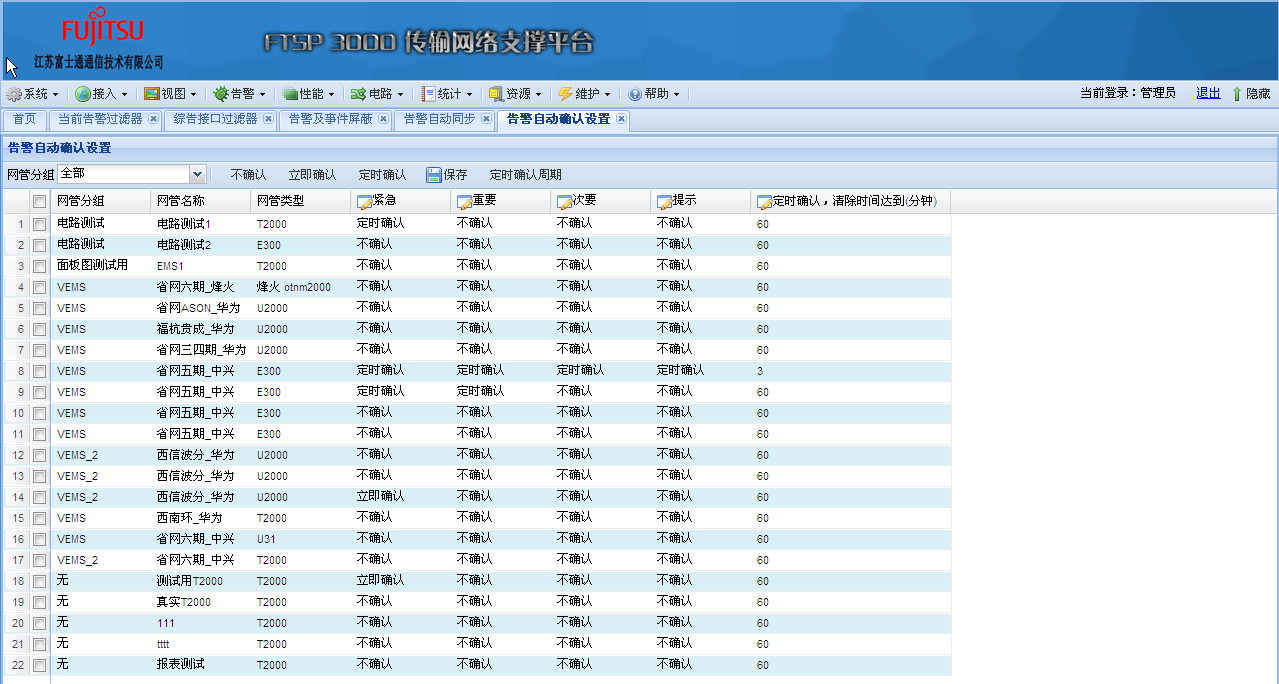 FUJITSU
江苏富士通通信技术有限公司
FTSP 3000 传输网络支撑平台
系统 接入 视图 告警 性能 电路 统计 资源 维护 帮助 当前登录：管理员 退出 隐藏
首页 当前告警过滤器 综告接口过滤器 告警及事件屏蔽 告警自动同步 告警自动确认设置
告警自动确认设置
网管分组 全部 不确认 立即确认 定时确认 保存 定时确认周期
网管分组 网管名称 网管类型 紧急 重要 次要 提示 定时确认，清除时间达到(分钟)
1 电路测试 电路测试1 T2000 定时确认 不确认 不确认 不确认 60
2 电路测试 电路测试2 E300 不确认 不确认 不确认 不确认 60
3 面板图测试用 EMS1 T2000 不确认 不确认 不确认 不确认 60
4 VEMS 省网六期_烽火 烽火 otnm2000 不确认 不确认 不确认 不确认 60
5 VEMS 省网ASON_华为 U2000 不确认 不确认 不确认 不确认 60
6 VEMS 福杭贵成_华为 U2000 不确认 不确认 不确认 不确认 60
7 VEMS 省网三四期_华为 U2000 不确认 不确认 不确认 不确认 60
8 VEMS 省网五期_中兴 E300 定时确认 定时确认 定时确认 定时确认 3
9 VEMS 省网五期_中兴 E300 定时确认 定时确认 不确认 不确认 60
10 VEMS 省网五期_中兴 E300 不确认 不确认 不确认 不确认 60
11 VEMS 省网五期_中兴 E300 不确认 不确认 不确认 不确认 60
12 VEMS_2 西信波分_华为 U2000 不确认 不确认 不确认 不确认 60
13 VEMS_2 西信波分_华为 U2000 不确认 不确认 不确认 不确认 60
14 VEMS_2 西信波分_华为 U2000 立即确认 不确认 不确认 不确认 60
15 VEMS 西南环_华为 T2000 不确认 不确认 不确认 不确认 60
16 VEMS 省网六期_中兴 U31 不确认 不确认 不确认 不确认 60
17 VEMS_2 省网六期_中兴 T2000 不确认 不确认 不确认 不确认 60
18 无 测试用T2000 T2000 立即确认 不确认 不确认 不确认 60
19 无 真实T2000 T2000 不确认 不确认 不确认 不确认 60
20 无 111 T2000 不确认 不确认 不确认 不确认 60
21 无 tttt T2000 不确认 不确认 不确认 不确认 60
22 无 报表测试 T2000 不确认 不确认 不确认 不确认 60